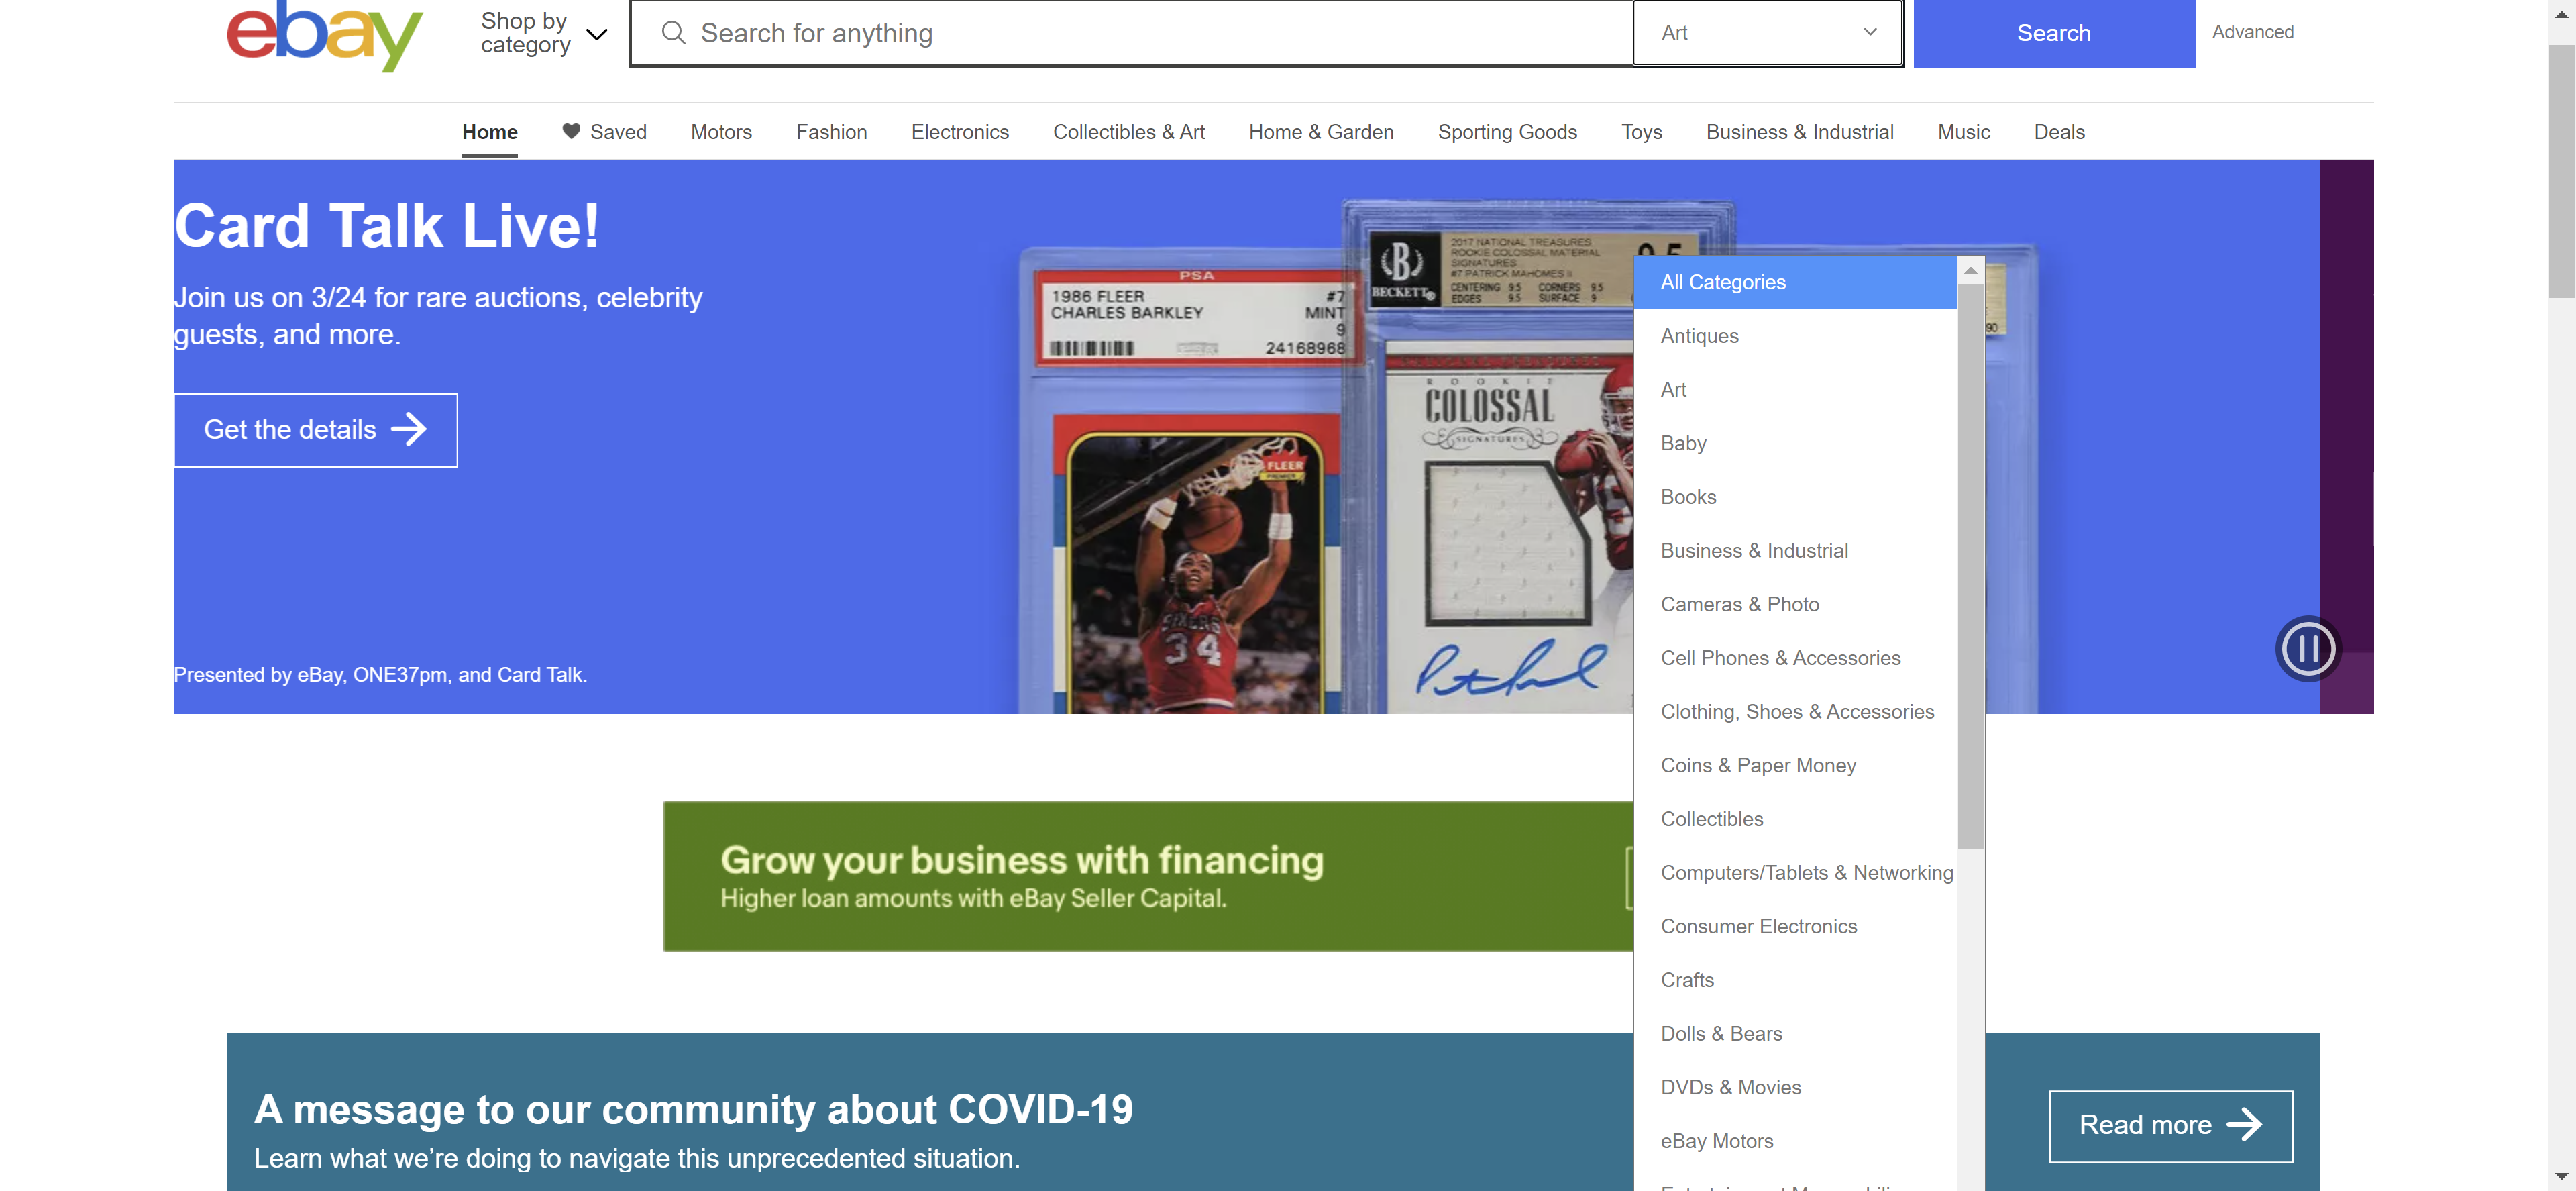 ebay
Shop by
category
Search for anything
Art
Search
Advanced
Home
Saved
Motors
Fashion
Electronics
Collectibles & Art
Home & Garden
Sporting Goods
Toys
Business & Industrial
Music
Deals
Card Talk Live!
Join us on 3/24 for rare auctions, celebrity
guests, and more.
Get the details
Presented by eBay, ONE37pm, and Card Talk.
PSA
1986 FLEER #7
CHARLES BARKLEY MINT
9
24168968
FLEER
PREMIER
34
B
BECKETT
2017 NATIONAL TREASURES
ROOKIE COLOSSAL MATERIAL
SIGNATURES
#7 PATRICK MAHOMES II
CENTERING 9.5 CORNERS 9.5
EDGES 9.5 SURFACE 9
ROOKIE
COLOSSAL
SIGNATURES
90
All Categories
Antiques
Art
Baby
Books
Business & Industrial
Cameras & Photo
Cell Phones & Accessories
Clothing, Shoes & Accessories
Coins & Paper Money
Collectibles
Computers/Tablets & Networking
Consumer Electronics
Crafts
Dolls & Bears
DVDs & Movies
eBay Motors
Grow your business with financing
Higher loan amounts with eBay Seller Capital.
A message to our community about COVID-19
Learn what we're doing to navigate this unprecedented situation.
Read more